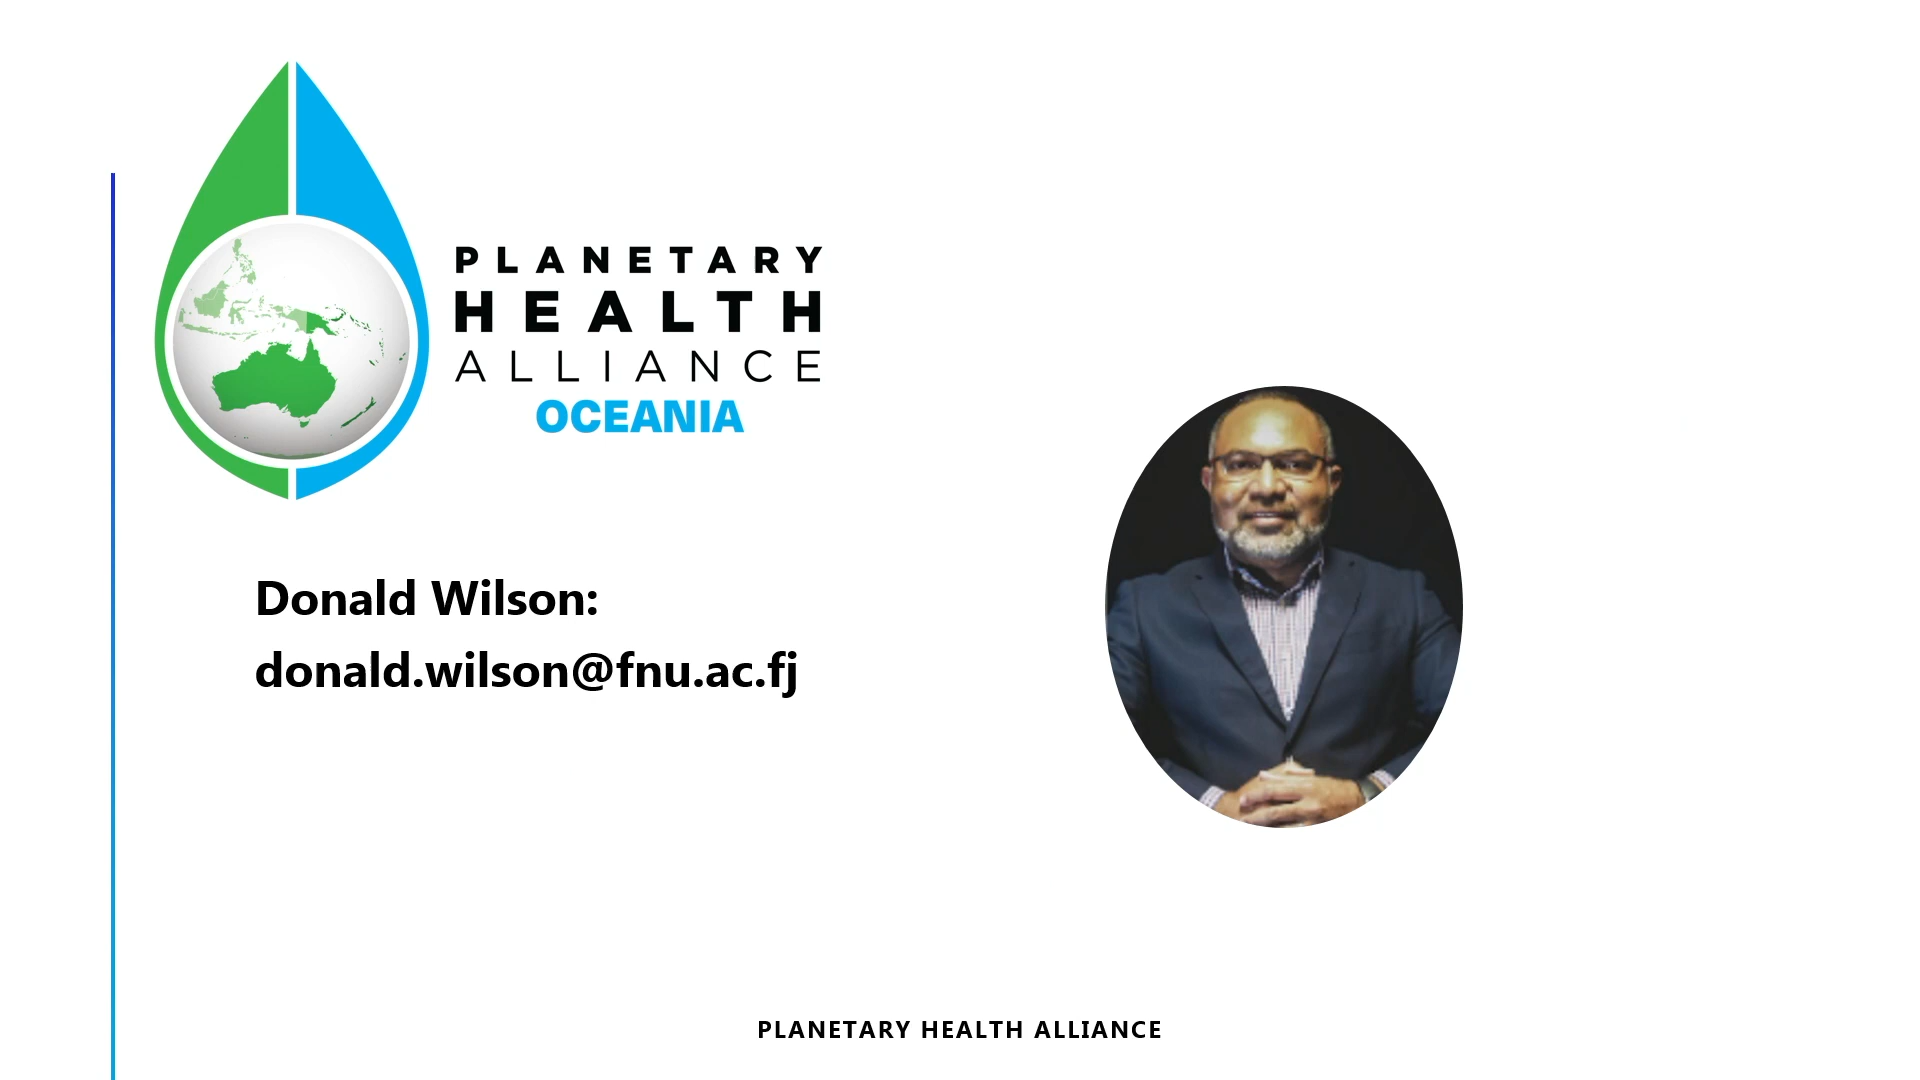 PLANETARY
HEALTH
ALLIANCE
OCEANIA
Donald Wilson:
donald.wilson@fnu.ac.fj
PLANETARY HEALTH ALLIANCE